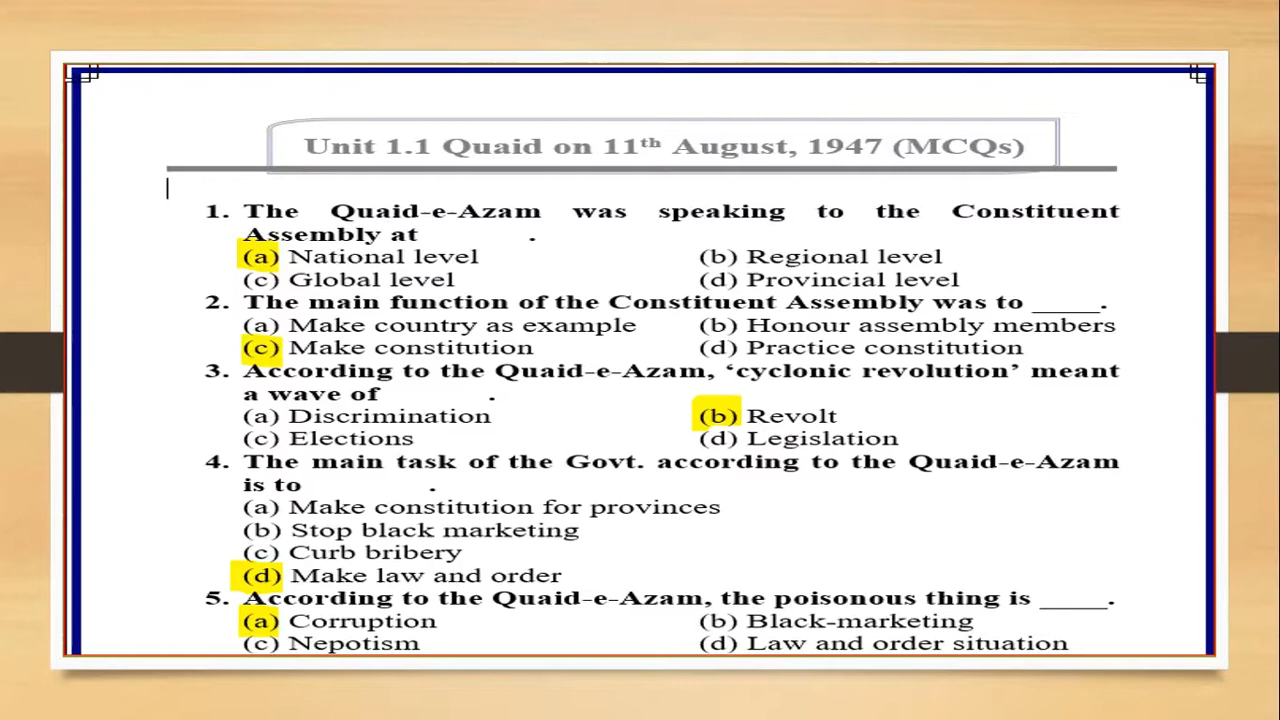 Unit 1.1 Quaid on 11th August, 1947 (MCQs)
1. The Quaid-e-Azam was speaking to the Constituent
Assembly at .
(a) National level (b) Regional level
(c) Global level (d) Provincial level
2. The main function of the Constituent Assembly was to _____.
(a) Make country as example (b) Honour assembly members
(c) Make constitution (d) Practice constitution
3. According to the Quaid-e-Azam, ‘cyclonic revolution’ meant
a wave of .
(a) Discrimination (b) Revolt
(c) Elections (d) Legislation
4. The main task of the Govt. according to the Quaid-e-Azam
is to .
(a) Make constitution for provinces
(b) Stop black marketing
(c) Curb bribery
(d) Make law and order
5. According to the Quaid-e-Azam, the poisonous thing is _____.
(a) Corruption (b) Black-marketing
(c) Nepotism (d) Law and order situation